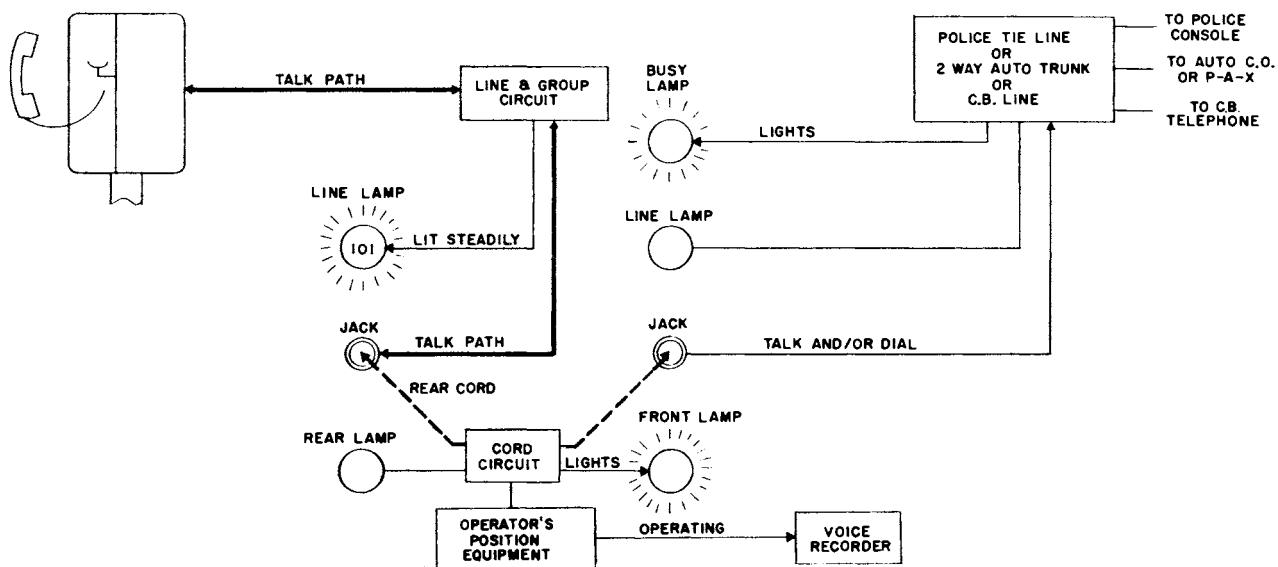 TALK PATH
LINE & GROUP
CIRCUIT
BUSY
LAMP
LIGHTS
POLICE TIE LINE
OR
2 WAY AUTO TRUNK
OR
C.B. LINE
TO POLICE
CONSOLE
TO AUTO C.O.
OR P-A-X
TO C.B.
TELEPHONE
LINE LAMP
101
LIT STEADILY
LINE LAMP
JACK
TALK PATH
JACK
TALK AND/OR DIAL
REAR CORD
REAR LAMP
CORD
CIRCUIT
LIGHTS
FRONT LAMP
OPERATOR'S
POSITION
EQUIPMENT
OPERATING
VOICE
RECORDER